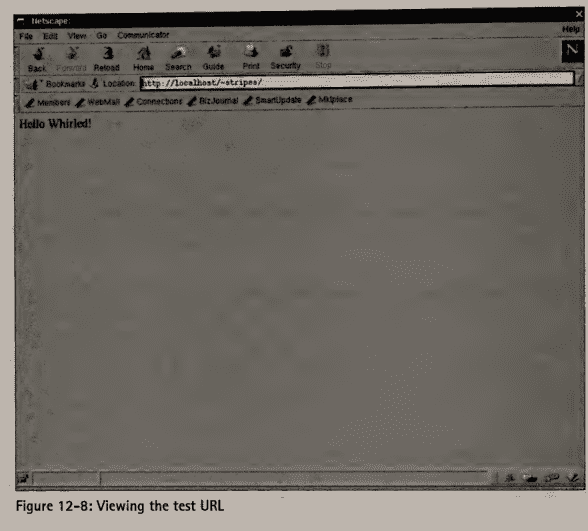 Netscape:
File Edit View Go Communicator Help
Back Forward Reload Home Search Guide Print Security Stop
N
Bookmarks Location: http://localhost/~stripes/
Members WebMail Connections BizJournal SmartUpdate Mktplace
Hello Whirled!
Figure 12-8: Viewing the test URL